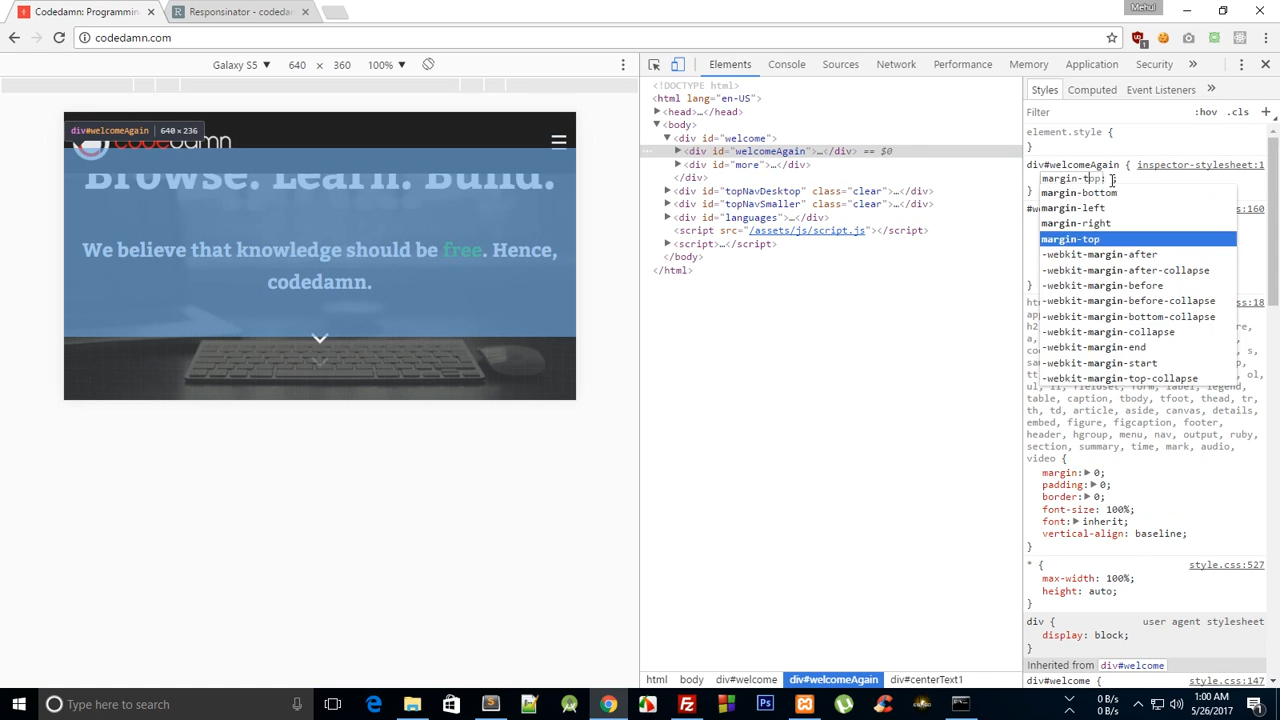 Codedamn: Programmin
Responsinator - codedam
Mehul
codedamn.com
Galaxy S5 ▼ 640 × 360 100% ▼
Elements Console Sources Network Performance Memory Application Security »
div#welcomeAgain | 640 × 236
codedamn
Browse. Learn. Build.
We believe that knowledge should be free. Hence,
codedamn.
<!DOCTYPE html>
<html lang="en-US">
▶<head>…</head>
▼<body>
▼<div id="welcome">
▶<div id="welcomeAgain">…</div> == $0
▶<div id="more">…</div>
</div>
▶<div id="topNavDesktop" class="clear">…</div>
▶<div id="topNavSmaller" class="clear">…</div>
▶<div id="languages">…</div>
<script src="/assets/js/script.js"></script>
▶<script>…</script>
</body>
</html>
html body div#welcome div#welcomeAgain div#centerText1
Styles Computed Event Listeners »
Filter :hov .cls +
element.style {
}
div#welcomeAgain { inspector-stylesheet:1
margin-top;
}
margin-bottom
margin-left
margin-right
margin-top
-webkit-margin-after
-webkit-margin-after-collapse
-webkit-margin-before
-webkit-margin-before-collapse
-webkit-margin-bottom-collapse
-webkit-margin-collapse
-webkit-margin-end
-webkit-margin-start
-webkit-margin-top-collapse
#w
css:160
}
css:18
table, caption, tbody, tfoot, thead, tr,
th, td, article, aside, canvas, details,
embed, figure, figcaption, footer,
header, hgroup, menu, nav, output, ruby,
section, summary, time, mark, audio,
video {
margin:▶ 0;
padding:▶ 0;
border:▶ 0;
font-size: 100%;
font:▶ inherit;
vertical-align: baseline;
}
* { style.css:527
max-width: 100%;
height: auto;
}
div { user agent stylesheet
display: block;
}
Inherited from div#welcome
div#welcome { style.css:147
Type here to search
0 B/s
0 B/s
1:00 AM
5/26/2017